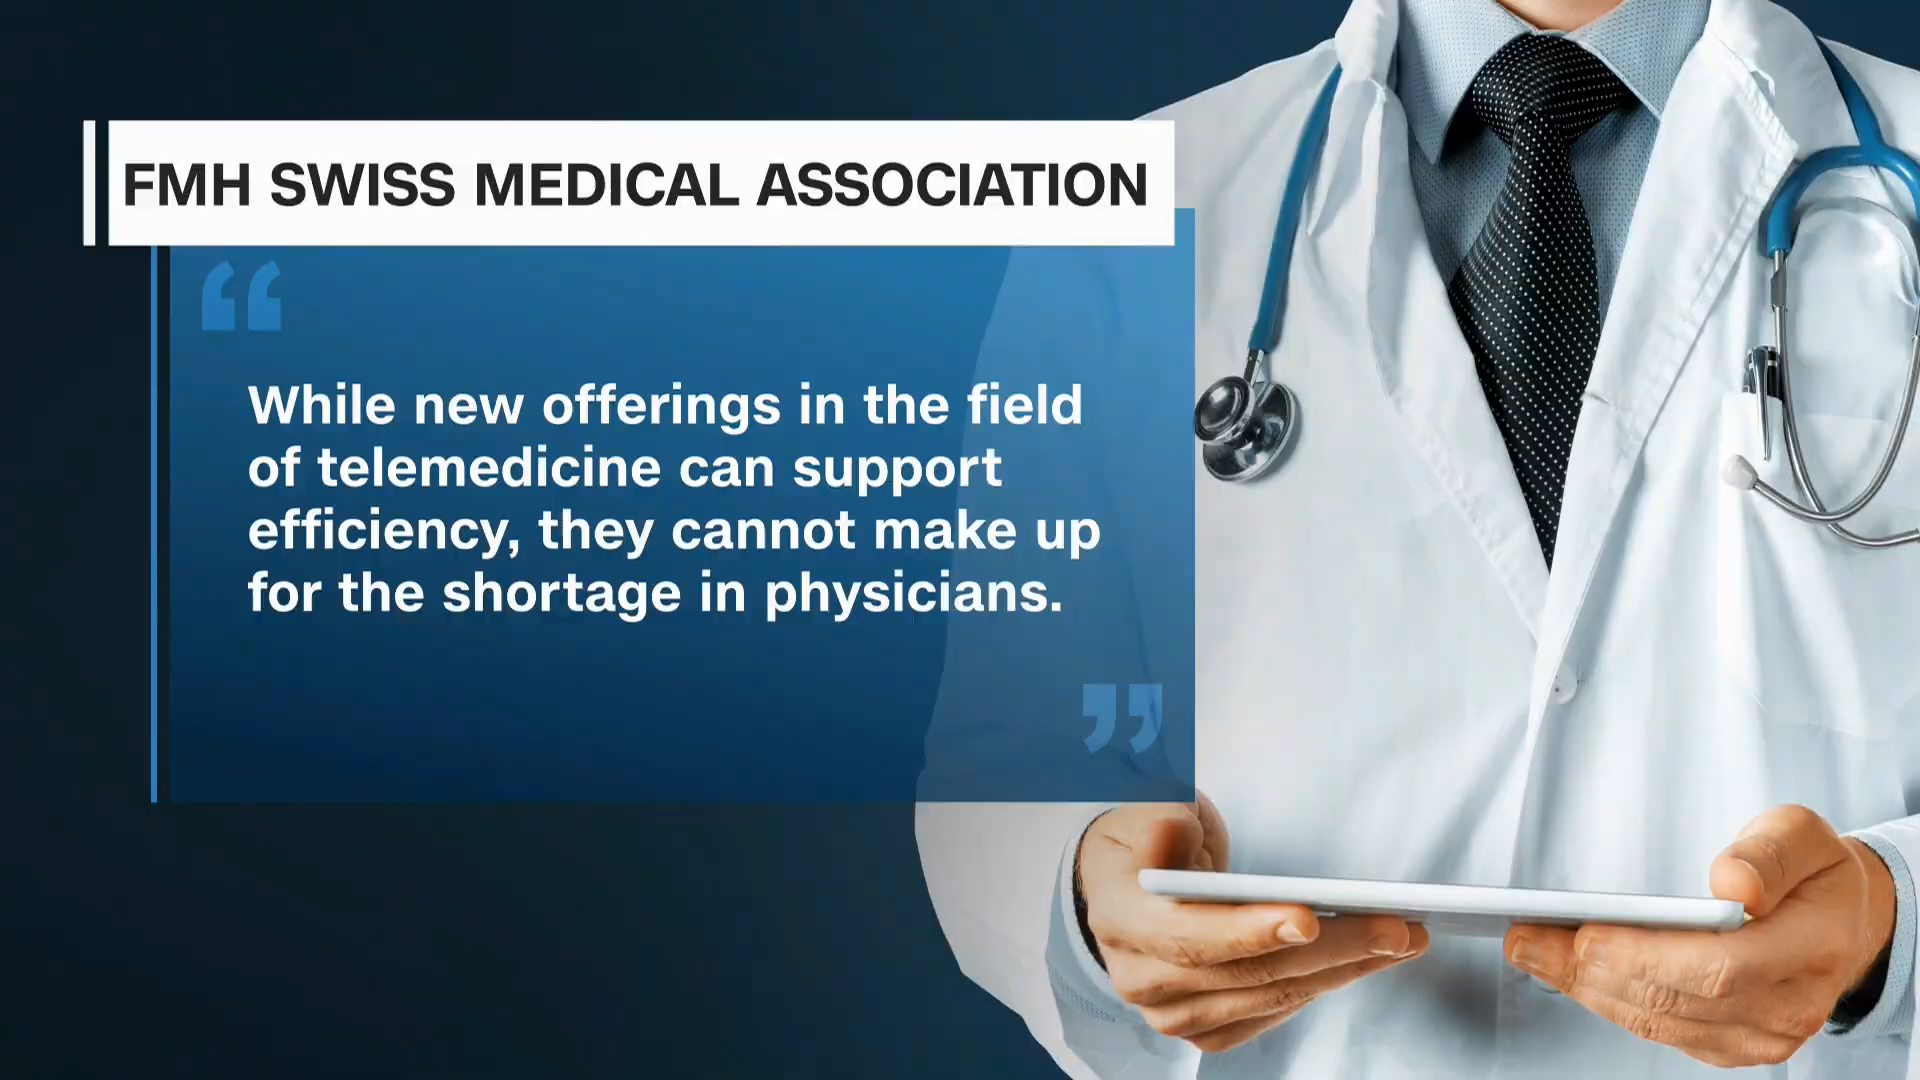 FMH SWISS MEDICAL ASSOCIATION
“
While new offerings in the field
of telemedicine can support
efficiency, they cannot make up
for the shortage in physicians.
”